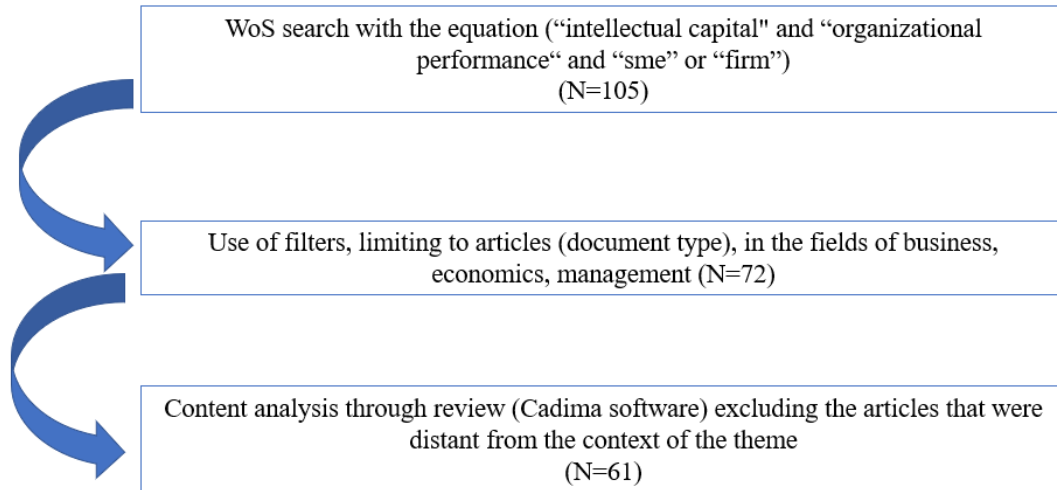 WoS search with the equation (“intellectual capital" and “organizational
performance“ and “sme” or “firm”)
(N=105)
Use of filters, limiting to articles (document type), in the fields of business,
economics, management (N=72)
Content analysis through review (Cadima software) excluding the articles that were
distant from the context of the theme
(N=61)